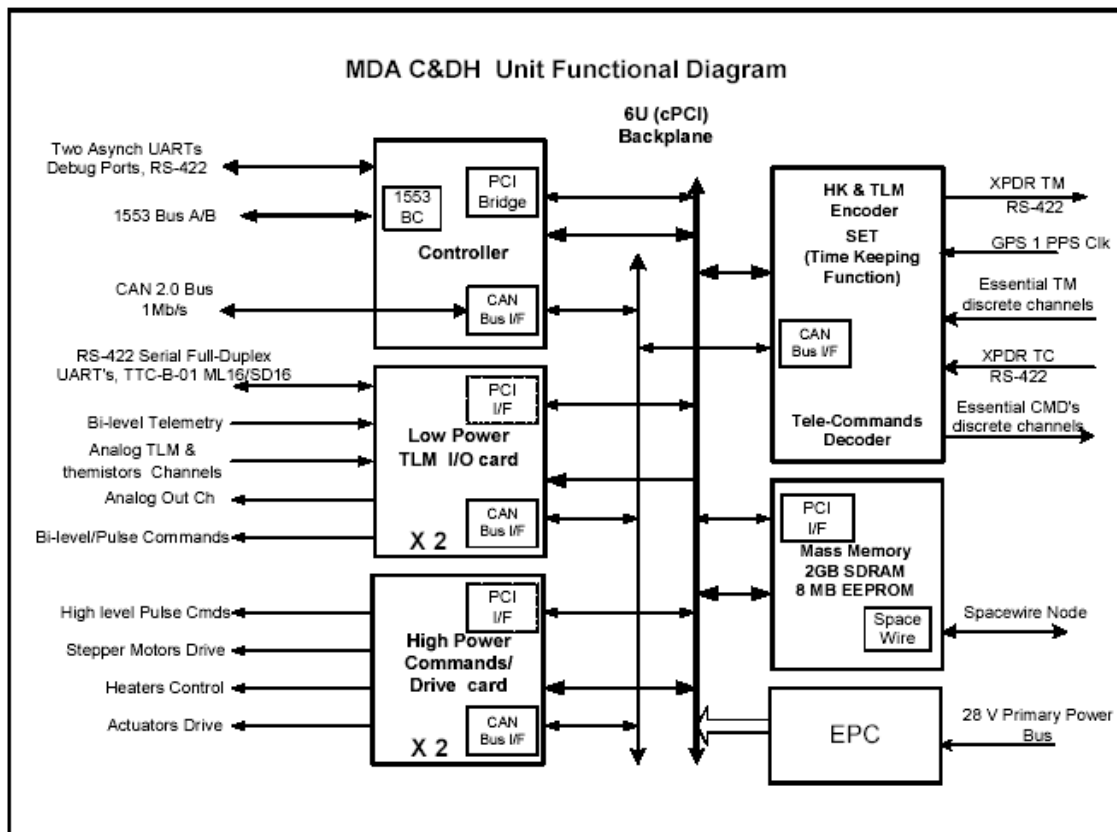 MDA C&DH Unit Functional Diagram
6U (cPCI)
Backplane
Two Asynch UARTs
Debug Ports, RS-422
1553 Bus A/B
CAN 2.0 Bus
1Mb/s
PCI
Bridge
1553
BC
Controller
CAN
Bus I/F
RS-422 Serial Full-Duplex
UART's, TTC-B-01 ML16/SD16
Bi-level Telemetry
Analog TLM &
themistors Channels
Analog Out Ch
Bi-level/Pulse Commands
PCI
I/F
Low Power
TLM I/O card
CAN
Bus I/F
X 2
High level Pulse Cmds
Stepper Motors Drive
Heaters Control
Actuators Drive
PCI
I/F
High Power
Commands/
Drive card
CAN
Bus I/F
X 2
HK & TLM
Encoder
SET
(Time Keeping
Function)
CAN
Bus I/F
Tele-Commands
Decoder
XPDR TM
RS-422
GPS 1 PPS Clk
Essential TM
discrete channels
XPDR TC
RS-422
Essential CMD's
discrete channels
PCI
I/F
Mass Memory
2GB SDRAM
8 MB EEPROM
Space
Wire
Spacewire Node
EPC
28 V Primary Power
Bus